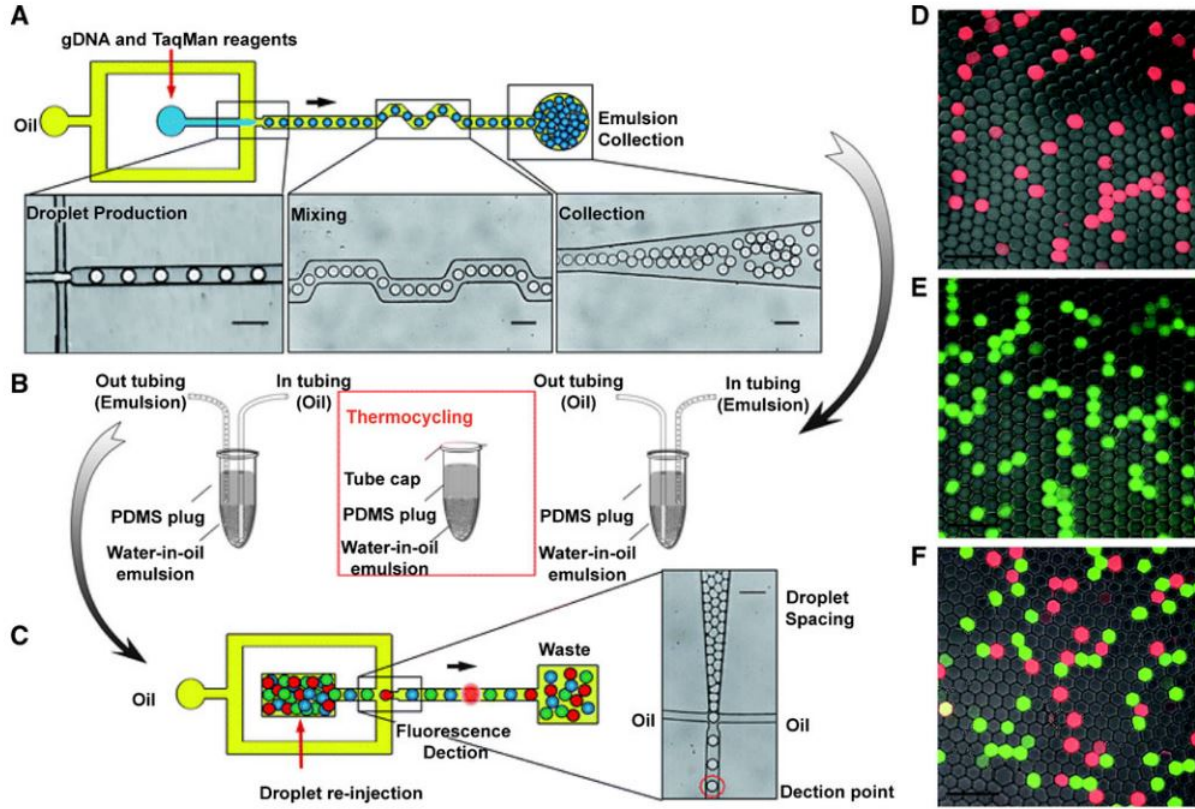 A
gDNA and TaqMan reagents
Oil
Emulsion
Collection
Droplet Production
Mixing
Collection
B
Out tubing
(Emulsion)
In tubing
(Oil)
Thermocycling
Tube cap
PDMS plug
Water-in-oil
emulsion
PDMS plug
Water-in-oil
emulsion
Out tubing
(Oil)
In tubing
(Emulsion)
PDMS plug
Water-in-oil
emulsion
C
Oil
Waste
Fluorescence
Dection
Droplet re-injection
Droplet
Spacing
Oil
Oil
Dection point
D
E
F